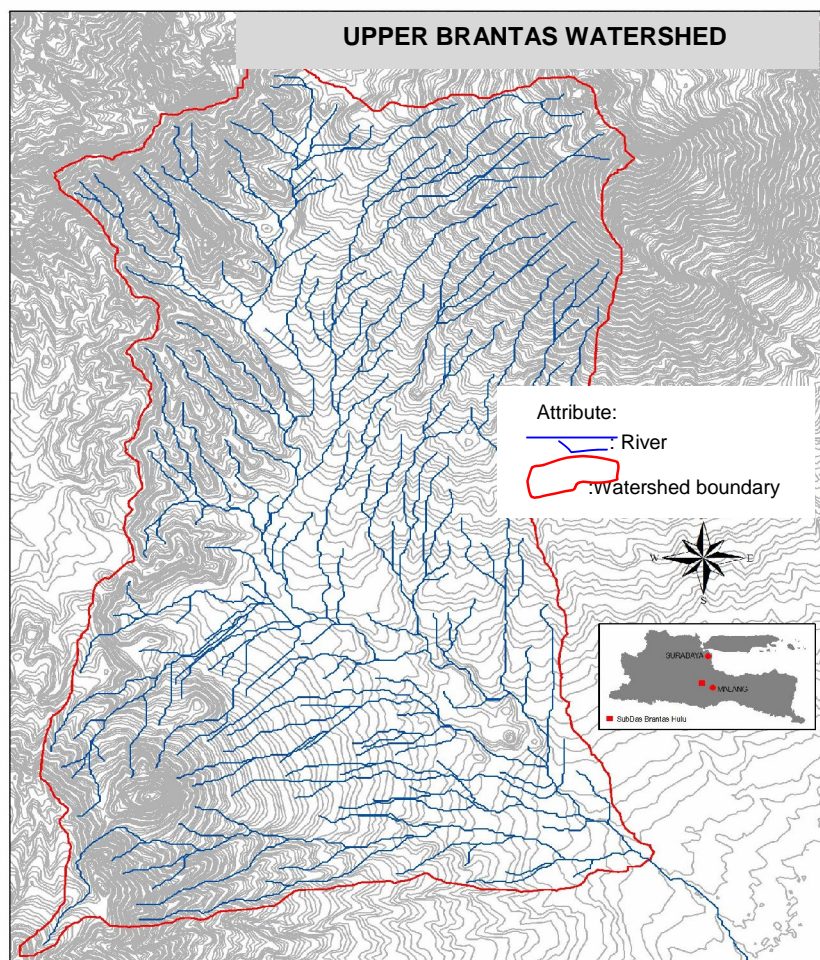 UPPER BRANTAS WATERSHED
Attribute:
: River
:Watershed boundary
N
W E
S
SURABAYA
MALANG
SubDas Brantas Hulu